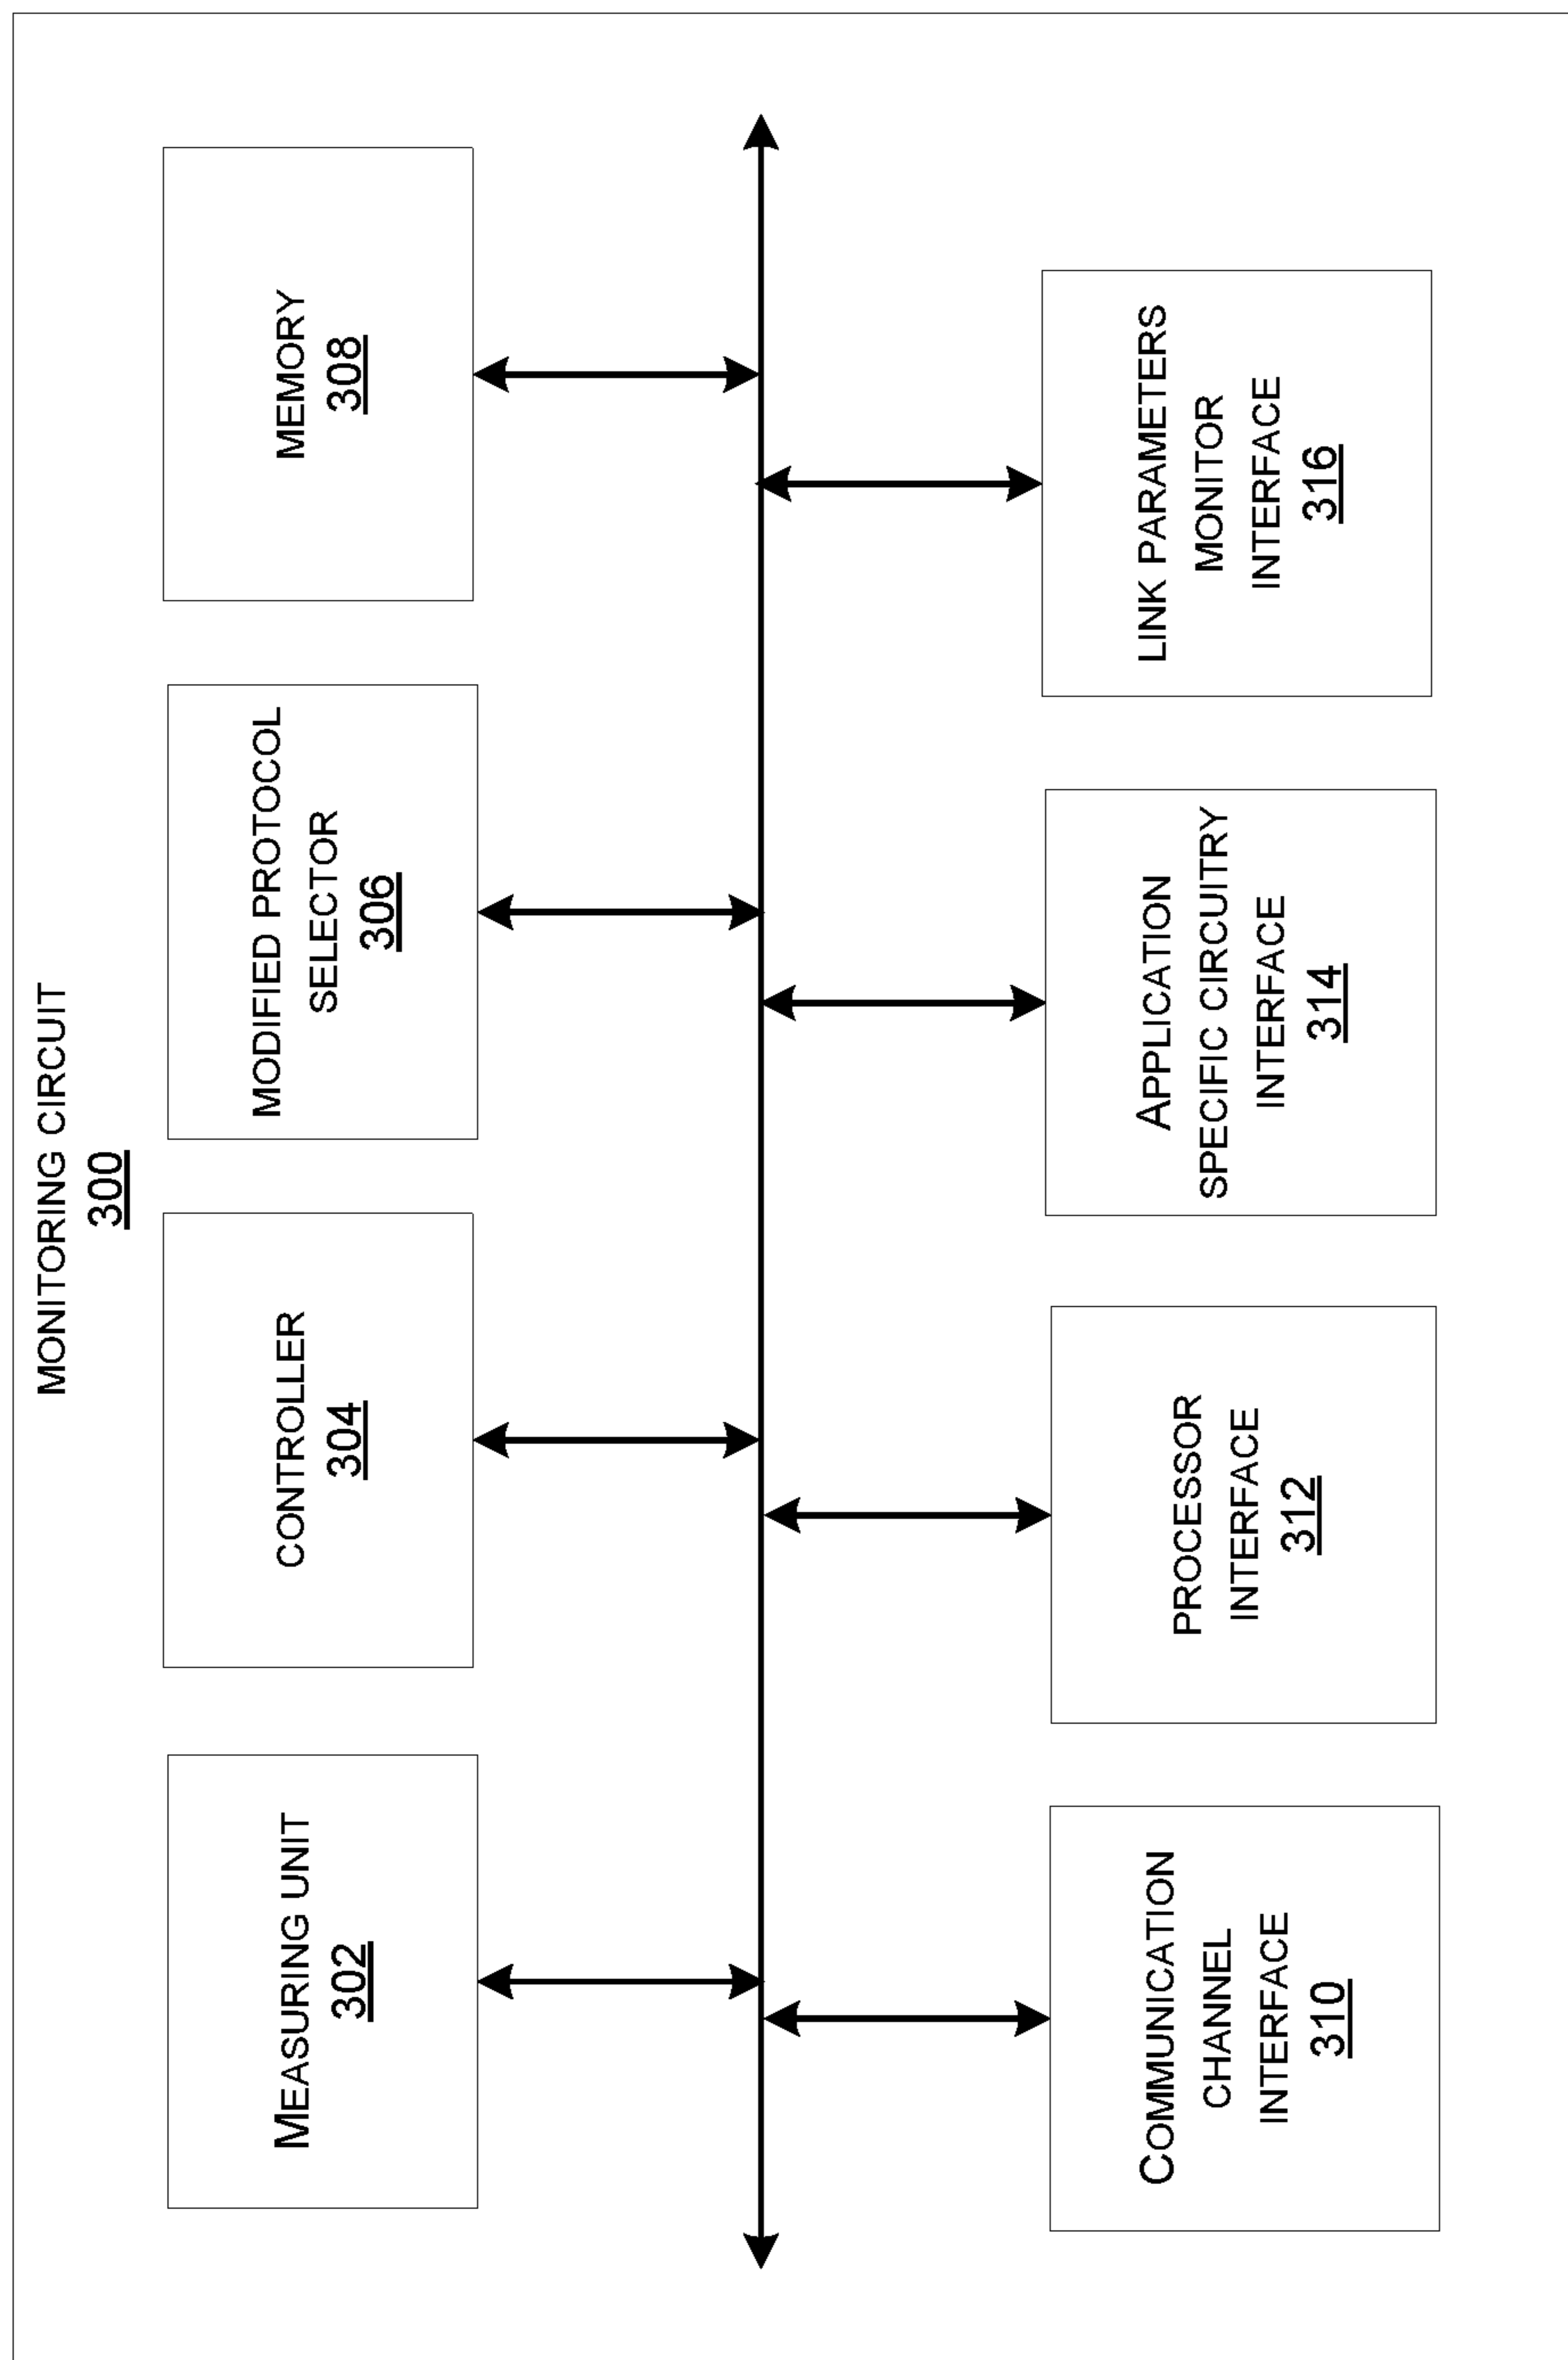 MONITORING CIRCUIT
300
MEASURING UNIT
302
CONTROLLER
304
MODIFIED PROTOCOL
SELECTOR
306
MEMORY
308
COMMUNICATION
CHANNEL
INTERFACE
310
PROCESSOR
INTERFACE
312
APPLICATION
SPECIFIC CIRCUITRY
INTERFACE
314
LINK PARAMETERS
MONITOR
INTERFACE
316